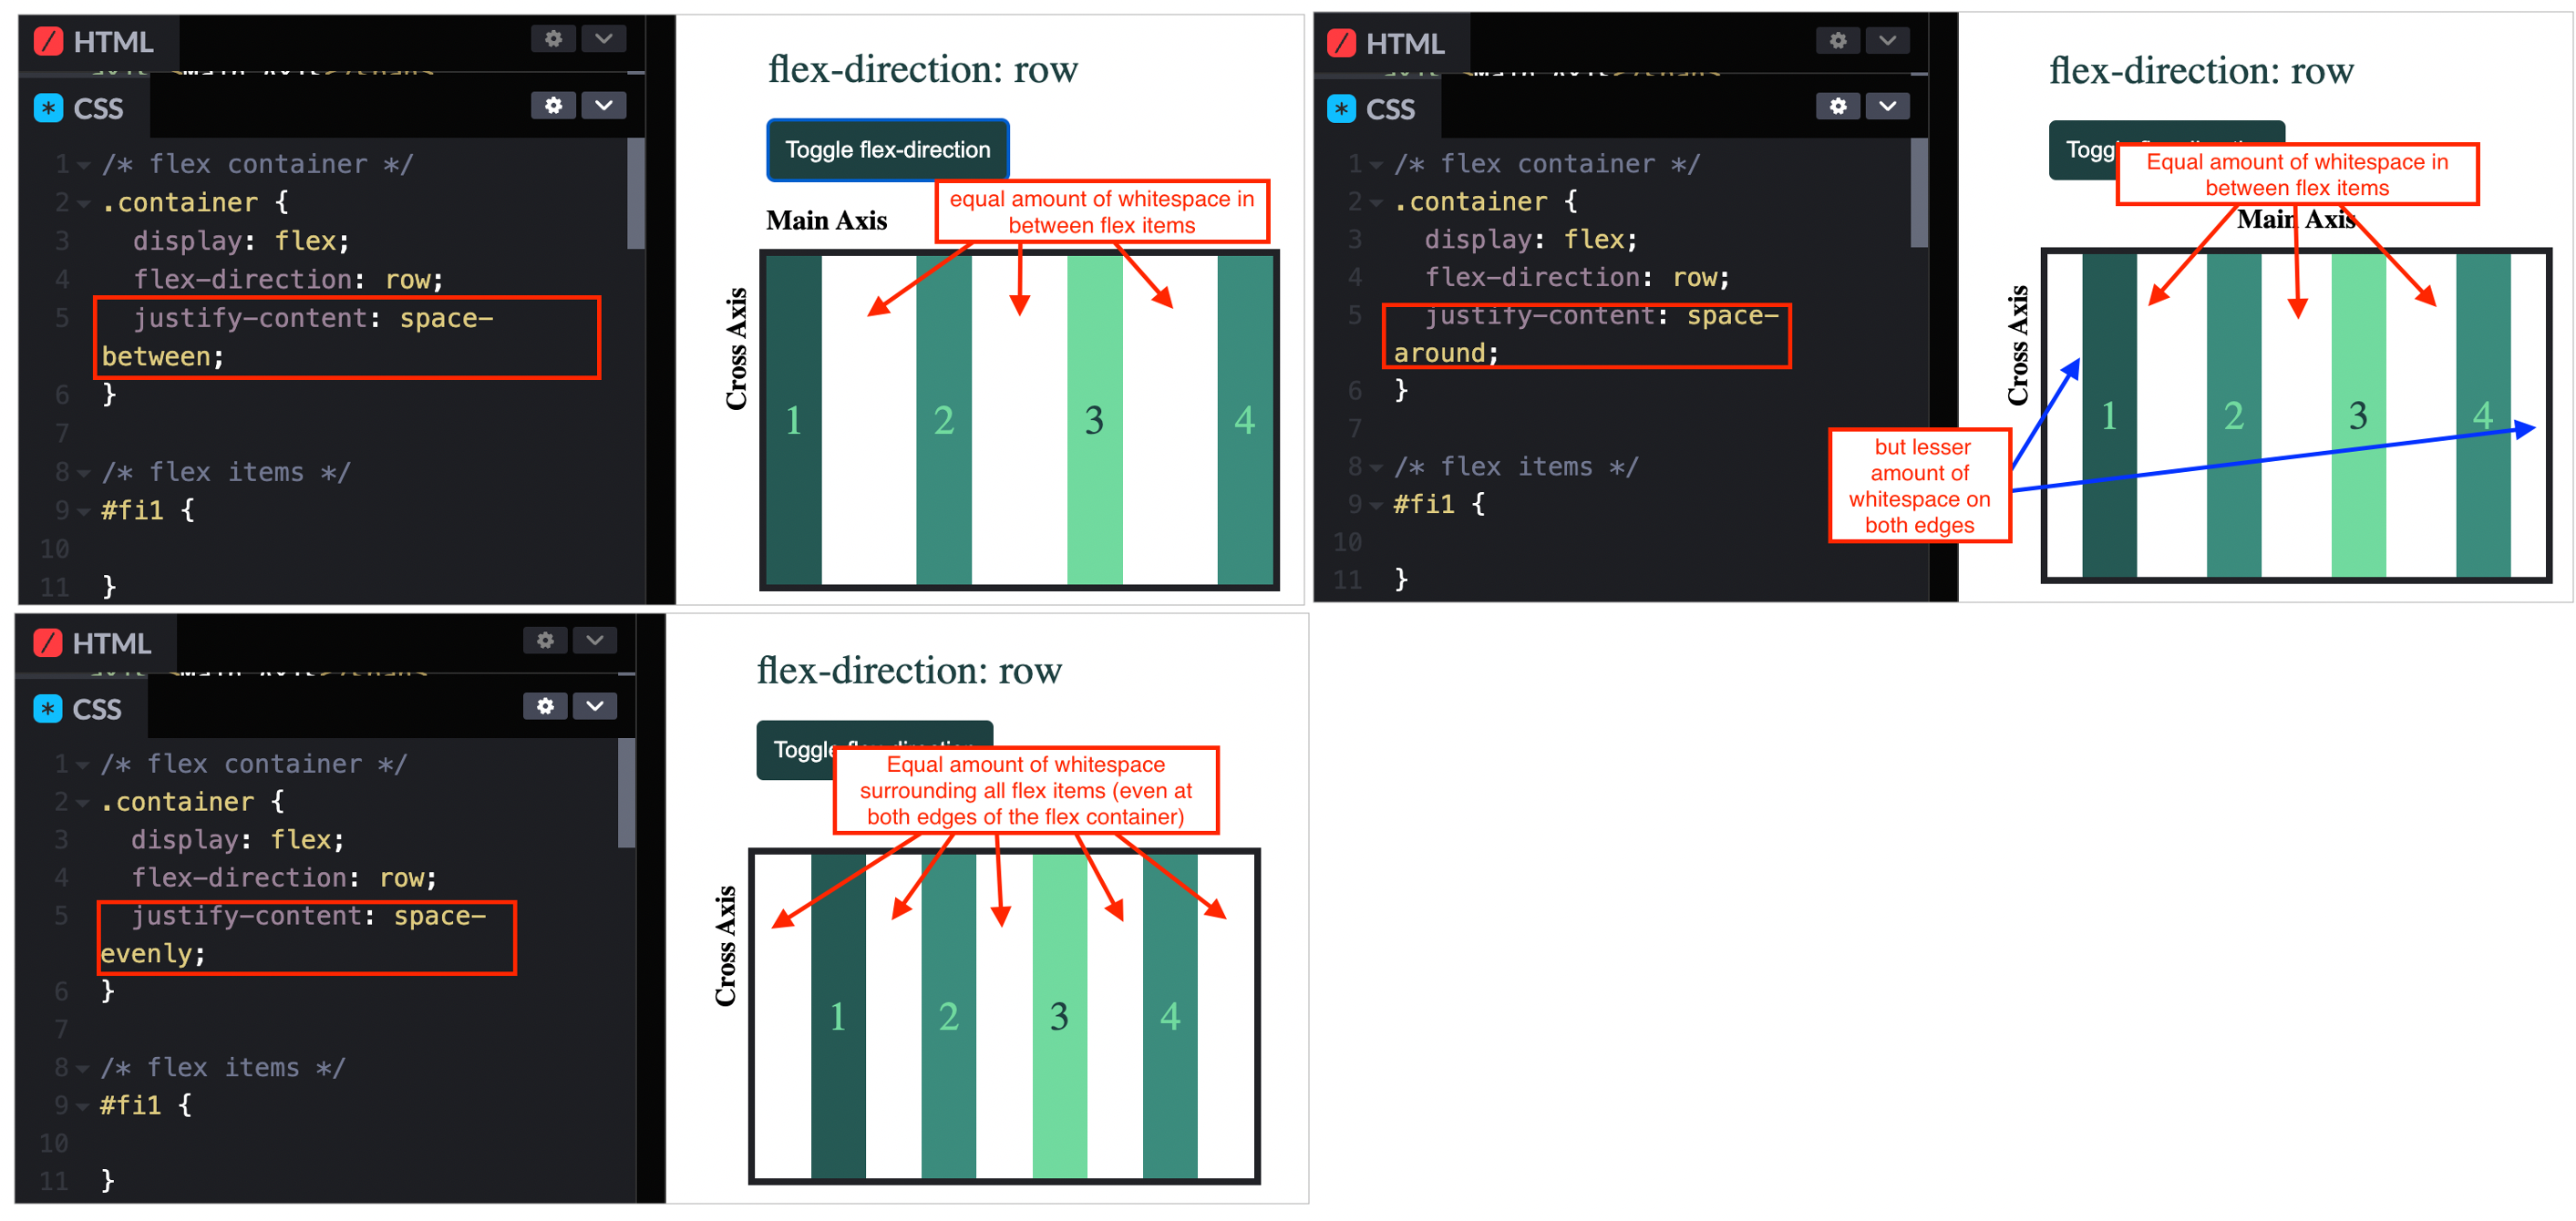 HTML
CSS
1 /* flex container */
2 .container {
3 display: flex;
4 flex-direction: row;
5 justify-content: space-
between;
6 }
7
8 /* flex items */
9 #fi1 {
10
11 }
flex-direction: row
Toggle flex-direction
equal amount of whitespace in
between flex items
Main Axis
Cross Axis
1 2 3 4
HTML
CSS
1 /* flex container */
2 .container {
3 display: flex;
4 flex-direction: row;
5 justify-content: space-
around;
6 }
7
8 /* flex items */
9 #fi1 {
10
11 }
flex-direction: row
Equal amount of whitespace in
between flex items
Main Axis
Cross Axis
1 2 3 4
but lesser
amount of
whitespace on
both edges
HTML
CSS
1 /* flex container */
2 .container {
3 display: flex;
4 flex-direction: row;
5 justify-content: space-
evenly;
6 }
7
8 /* flex items */
9 #fi1 {
10
11 }
flex-direction: row
Toggle
Equal amount of whitespace
surrounding all flex items (even at
both edges of the flex container)
Cross Axis
1 2 3 4